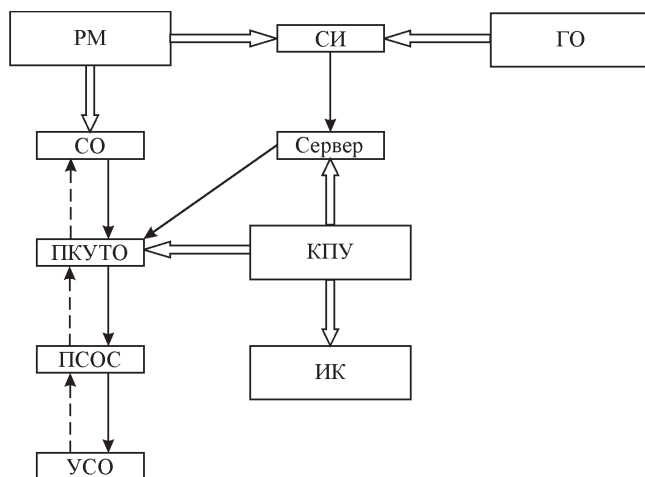 РМ
СИ
ГО
СО
Сервер
ПКУТО
КПУ
ПСОС
ИК
УСО